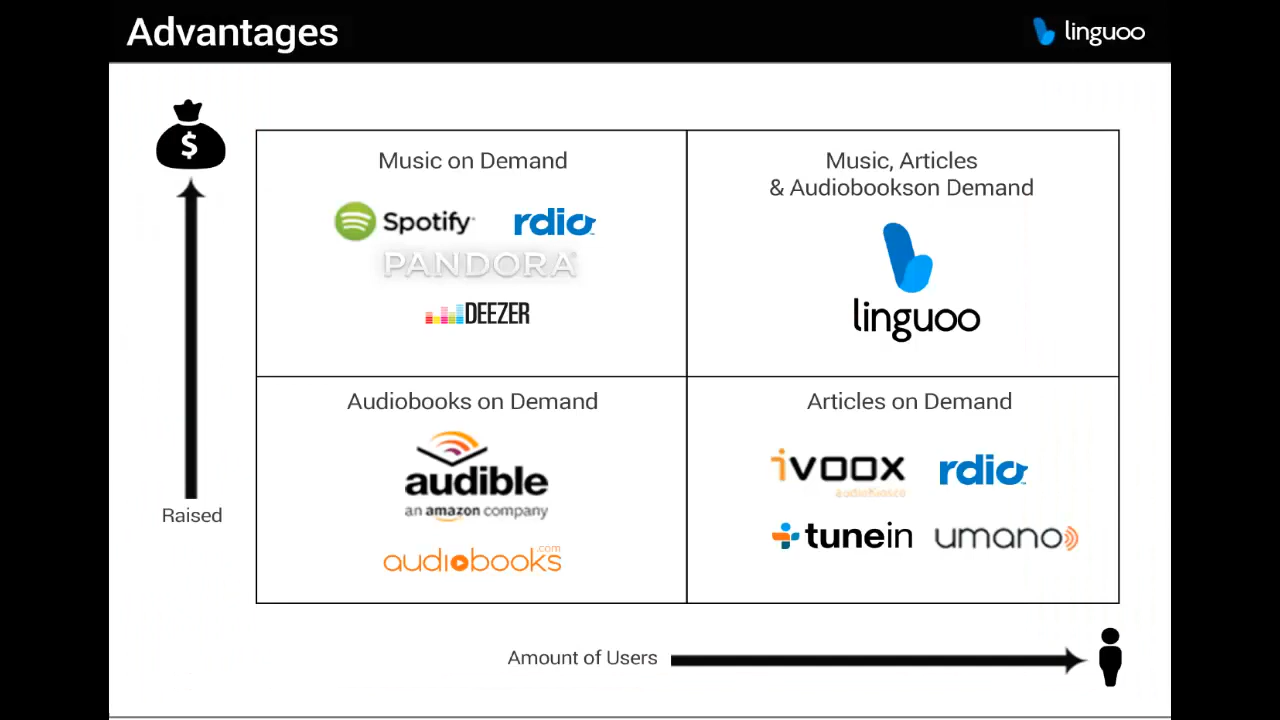 Advantages
linguoo
$
Music on Demand
Spotify
rdio
PANDORA
DEEZER
Music, Articles
& Audiobookson Demand
linguoo
Audiobooks on Demand
audible
an amazon company
audiobooks
.com
Articles on Demand
ivoox
rdio
tunein
umano
Raised
Amount of Users